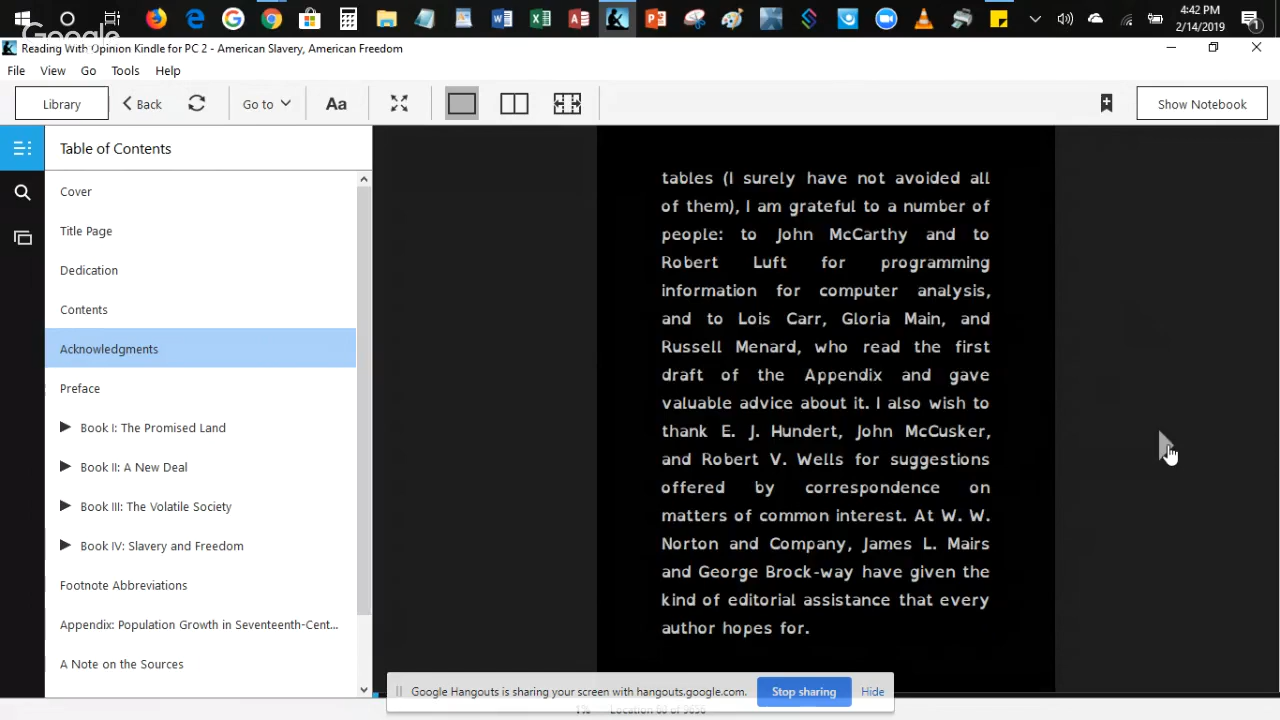 4:42 PM
2/14/2019
1
Google
Reading With Opinion Kindle for PC 2 - American Slavery, American Freedom
File View Go Tools Help
Library Back Go to Aa Show Notebook
Table of Contents
Cover
Title Page
Dedication
Contents
Acknowledgments
Preface
Book I: The Promised Land
Book II: A New Deal
Book III: The Volatile Society
Book IV: Slavery and Freedom
Footnote Abbreviations
Appendix: Population Growth in Seventeenth-Cent...
A Note on the Sources
tables (I surely have not avoided all
of them), I am grateful to a number of
people: to John McCarthy and to
Robert Luft for programming
information for computer analysis,
and to Lois Carr, Gloria Main, and
Russell Menard, who read the first
draft of the Appendix and gave
valuable advice about it. I also wish to
thank E. J. Hundert, John McCusker,
and Robert V. Wells for suggestions
offered by correspondence on
matters of common interest. At W. W.
Norton and Company, James L. Mairs
and George Brock-way have given the
kind of editorial assistance that every
author hopes for.
Google Hangouts is sharing your screen with hangouts.google.com. Stop sharing Hide
1% Location of 9656